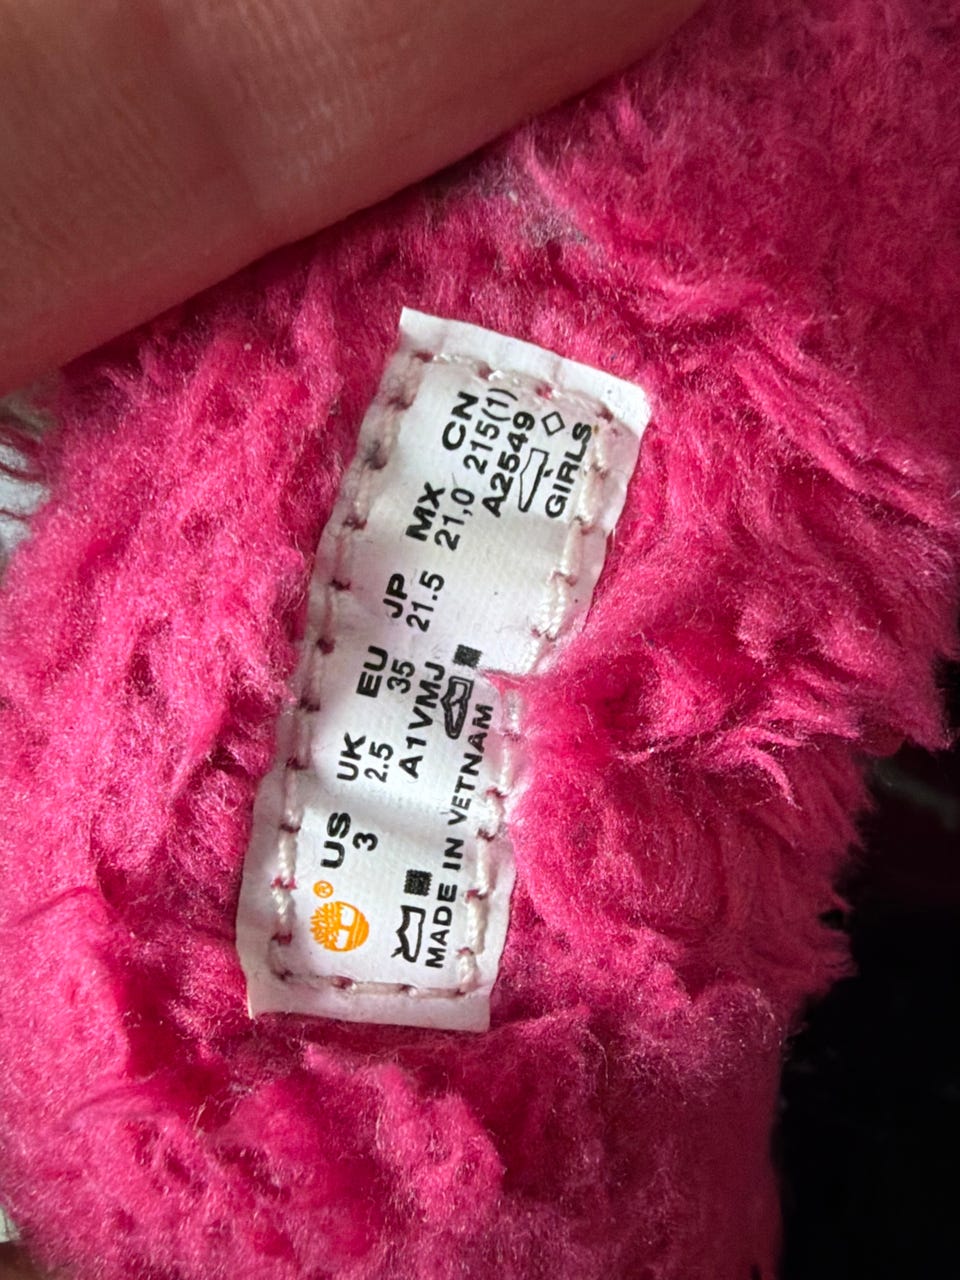 ® US UK EU JP MX CN
3 2.5 35 21.5 21,0 215(1)
A1VMJ A2549
MADE IN VETNAM GIRLS